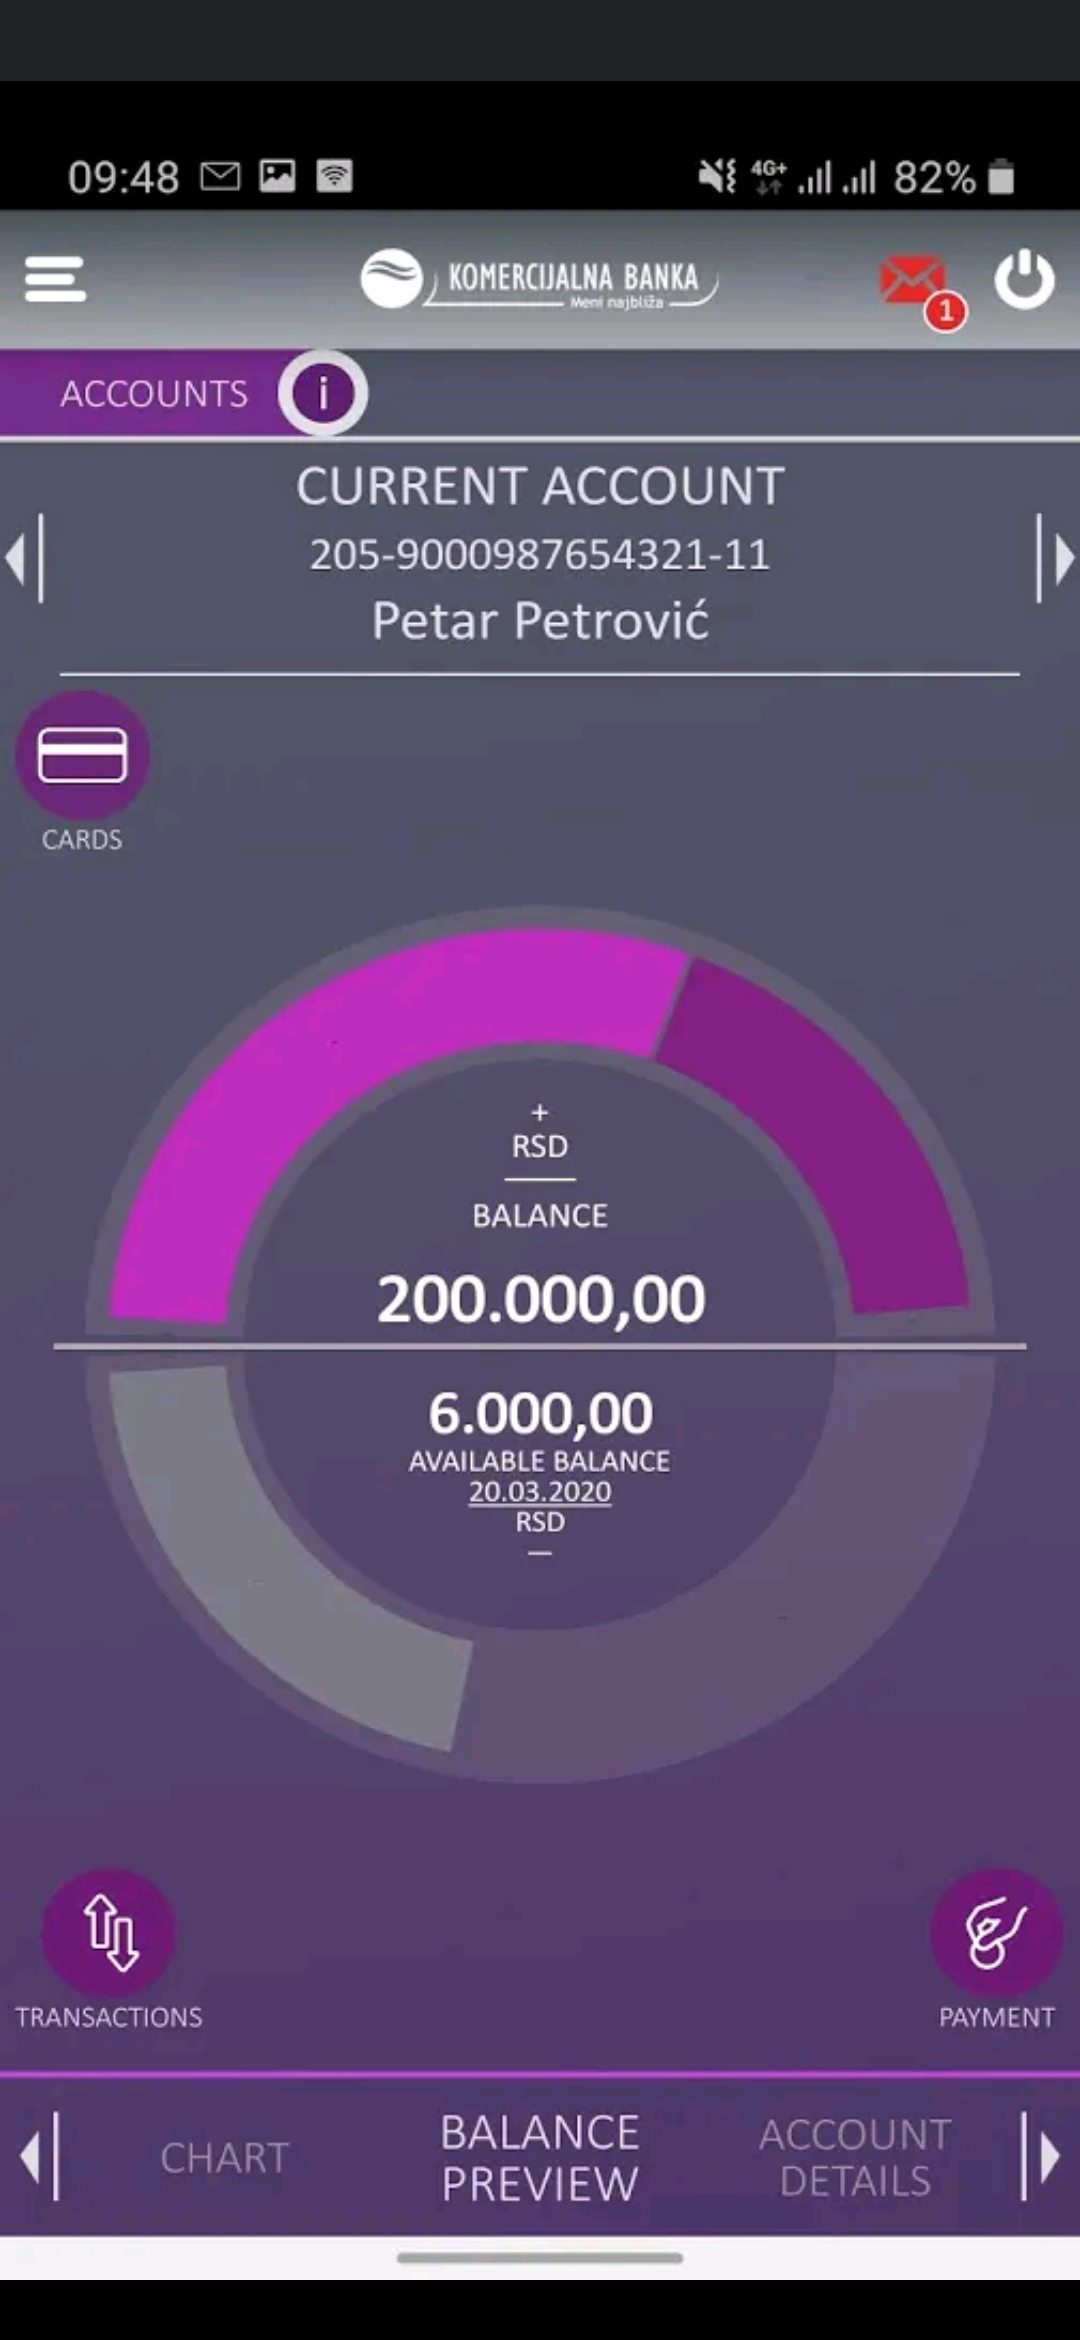 09:48 4G+ 82%
KOMERCIJALNA BANKA
Meni najbliža
1
ACCOUNTS i
CURRENT ACCOUNT
205-9000987654321-11
Petar Petrović
CARDS
+
RSD
BALANCE
200.000,00
6.000,00
AVAILABLE BALANCE
20.03.2020
RSD
—
TRANSACTIONS
PAYMENT
CHART
BALANCE
PREVIEW
ACCOUNT
DETAILS